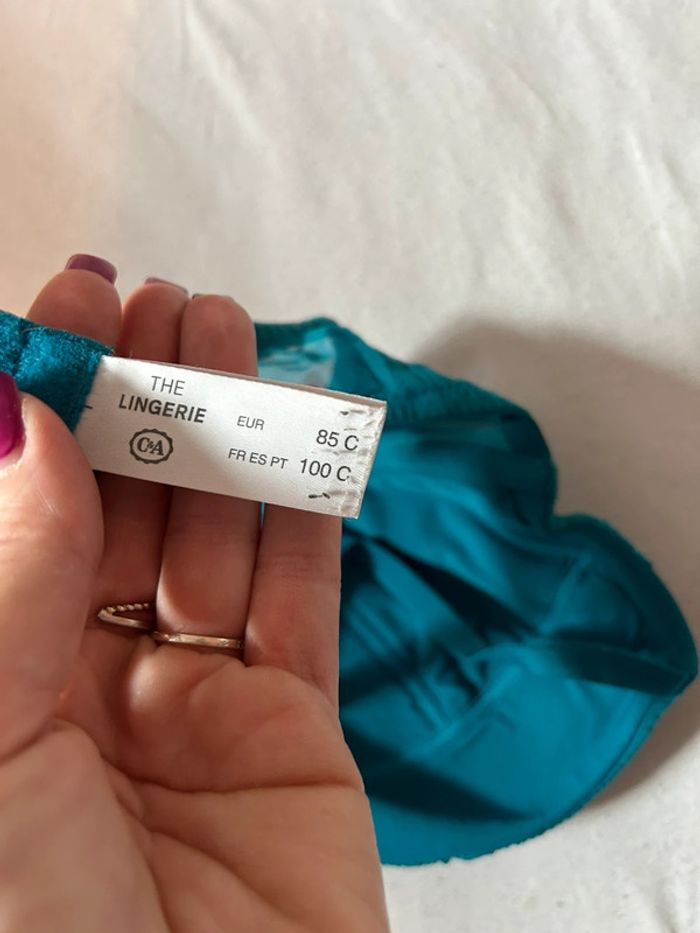 THE
LINGERIE
C&A
EUR 85 C
FR ES PT 100 C